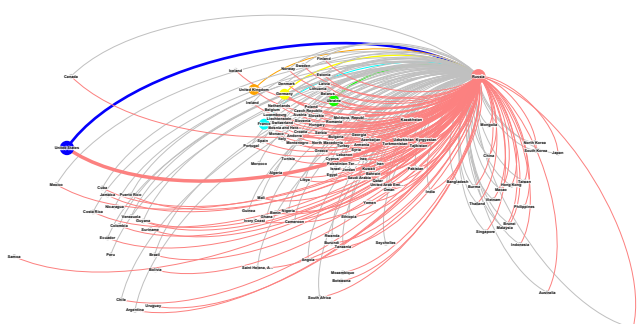 Finland
Sweden
Norway
Iceland
Estonia
Canada
Russia
Latvia
Denmark
Lithuania
United Kingdom
Belarus
Germany
Ukraine
Ireland
Netherlands
Poland
Belgium
Czech Republic
Luxembourg
Austria
Slovakia
Liechtenstein
Moldova, Republ
Kazakhstan
France
Switzerland
Slovenia
Hungary
Romania
Mongolia
Bosnia and Herz
Croatia
Serbia
Monaco
Andorra
Italy
Bulgaria
Georgia
Spain
Portugal
Montenegro
North Macedonia
Azerbaijan
Uzbekistan
Kyrgyzstan
Turkmenistan
Tajikistan
Turkey
Armenia
Greece
Syria
North Korea
South Korea
Japan
China
United States
Tunisia
Cyprus
Morocco
Palestinian Ter
Iraq
Iran
Israel
Jordan
Kuwait
Pakistan
Algeria
Egypt
Bahrain
Libya
Saudi Arabia
Qatar
United Arab Emi
Oman
Mexico
Cuba
Bangladesh
Burma
Taiwan
Hong Kong
Macao
India
Jamaica
Puerto Rico
Mali
Yemen
Thailand
Vietnam
Philippines
Nicaragua
Costa Rica
Venezuela
Guyana
Guinea
Benin
Nigeria
Ghana
Ivory Coast
Cameroon
Ethiopia
Colombia
Suriname
Brunei
Malaysia
Singapore
Ecuador
Rwanda
Burundi
Tanzania
Seychelles
Indonesia
Samoa
Peru
Brazil
Angola
Bolivia
Saint Helena, A.
Mozambique
Botswana
Chile
Uruguay
Argentina
South Africa
Australia